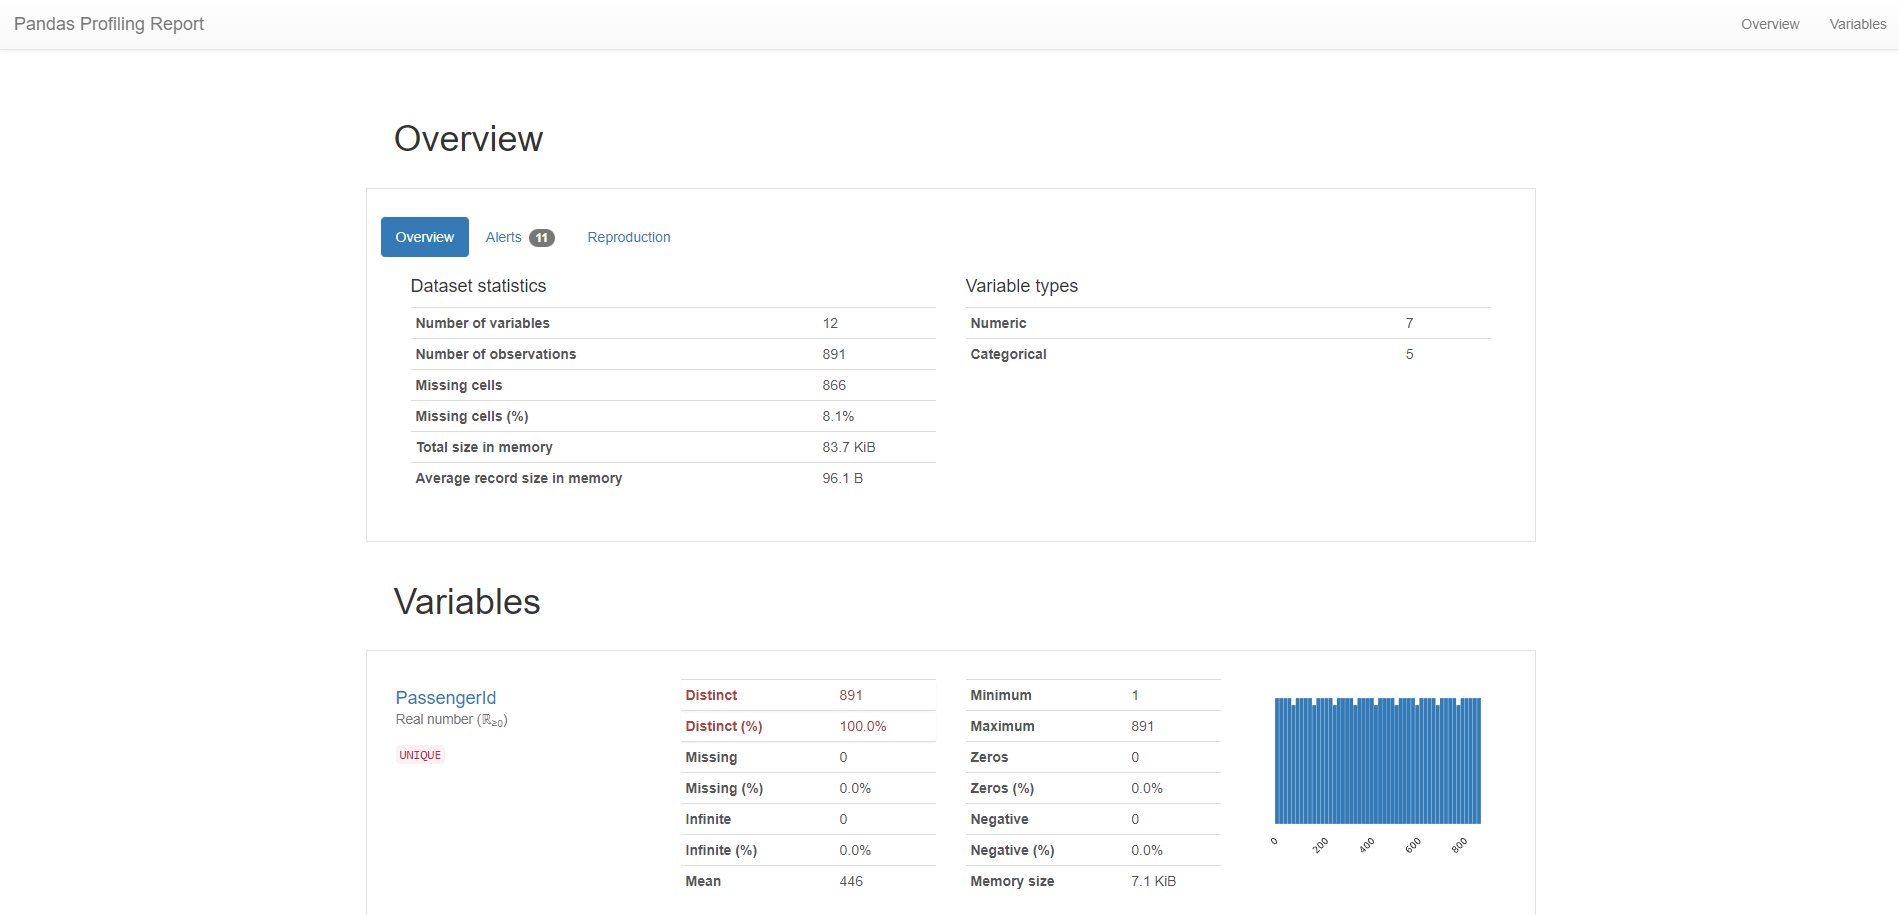 Pandas Profiling Report
Overview Variables
Overview
Overview Alerts 11 Reproduction
Dataset statistics
Number of variables 12
Number of observations 891
Missing cells 866
Missing cells (%) 8.1%
Total size in memory 83.7 KiB
Average record size in memory 96.1 B
Variable types
Numeric 7
Categorical 5
Variables
PassengerId
Real number (ℝ≥0)
UNIQUE
Distinct 891
Distinct (%) 100.0%
Missing 0
Missing (%) 0.0%
Infinite 0
Infinite (%) 0.0%
Mean 446
Minimum 1
Maximum 891
Zeros 0
Zeros (%) 0.0%
Negative 0
Negative (%) 0.0%
Memory size 7.1 KiB
0 200 400 600 800